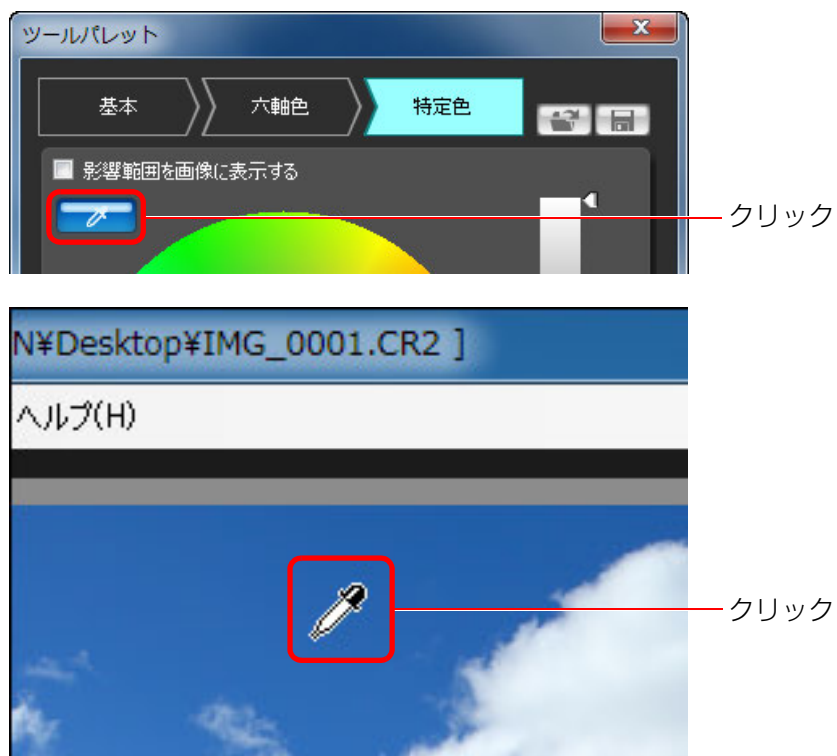 ツールパレット
基本
六軸色
特定色
影響範囲を画像に表示する
クリック
N¥Desktop¥IMG_0001.CR2 ]
ヘルプ(H)
クリック